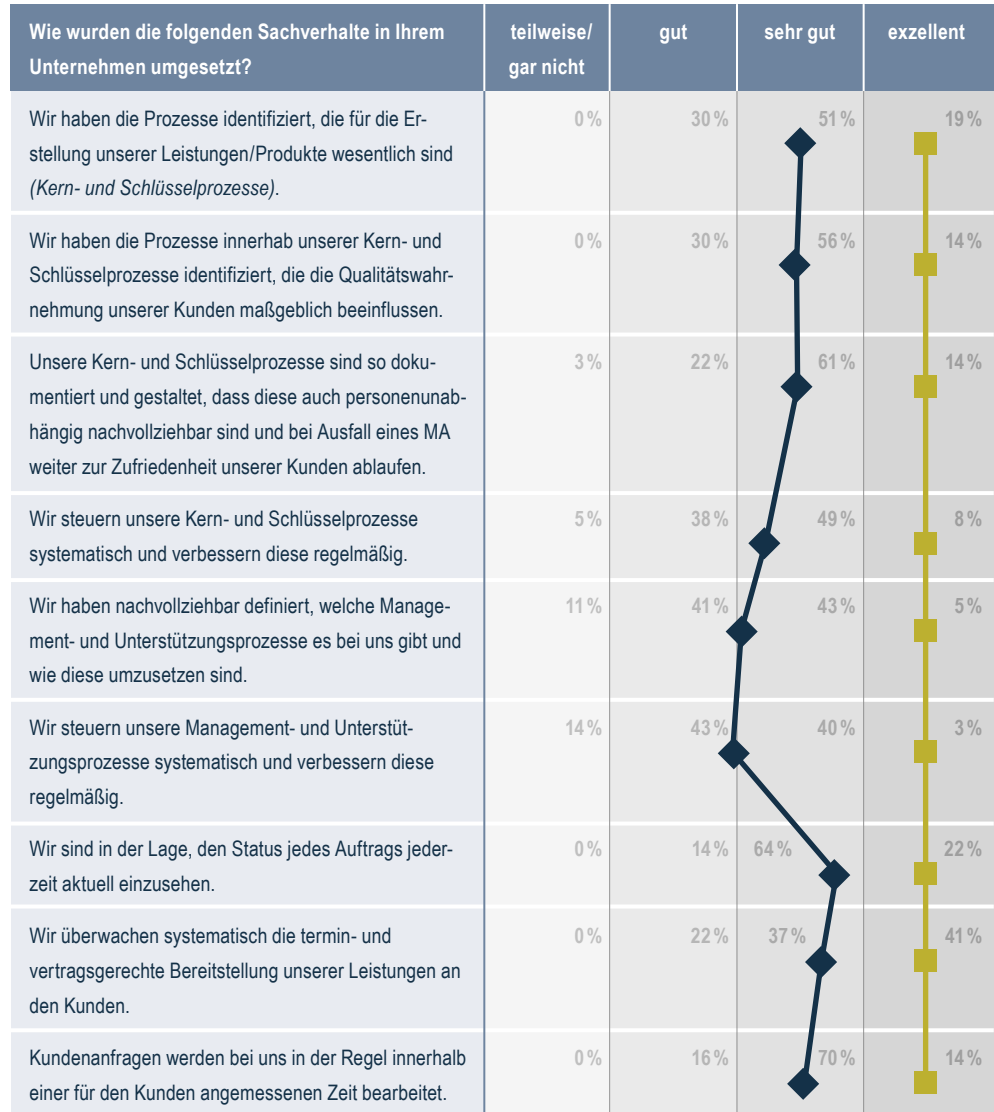 Wie wurden die folgenden Sachverhalte in Ihrem
Unternehmen umgesetzt?
teilweise/
gar nicht
gut
sehr gut
exzellent
Wir haben die Prozesse identifiziert, die für die Er-
stellung unserer Leistungen/Produkte wesentlich sind
(Kern- und Schlüsselprozesse).
0 % 30 % 51 % 19 %
Wir haben die Prozesse innerhab unserer Kern- und
Schlüsselprozesse identifiziert, die die Qualitätswahr-
nehmung unserer Kunden maßgeblich beeinflussen.
0 % 30 % 56 % 14 %
Unsere Kern- und Schlüsselprozesse sind so doku-
mentiert und gestaltet, dass diese auch personenunab-
hängig nachvollziehbar sind und bei Ausfall eines MA
weiter zur Zufriedenheit unserer Kunden ablaufen.
3 % 22 % 61 % 14 %
Wir steuern unsere Kern- und Schlüsselprozesse
systematisch und verbessern diese regelmäßig.
5 % 38 % 49 % 8 %
Wir haben nachvollziehbar definiert, welche Manage-
ment- und Unterstützungsprozesse es bei uns gibt und
wie diese umzusetzen sind.
11 % 41 % 43 % 5 %
Wir steuern unsere Management- und Unterstüt-
zungsprozesse systematisch und verbessern diese
regelmäßig.
14 % 43 % 40 % 3 %
Wir sind in der Lage, den Status jedes Auftrags jeder-
zeit aktuell einzusehen.
0 % 14 % 64 % 22 %
Wir überwachen systematisch die termin- und
vertragsgerechte Bereitstellung unserer Leistungen an
den Kunden.
0 % 22 % 37 % 41 %
Kundenanfragen werden bei uns in der Regel innerhalb
einer für den Kunden angemessenen Zeit bearbeitet.
0 % 16 % 70 % 14 %